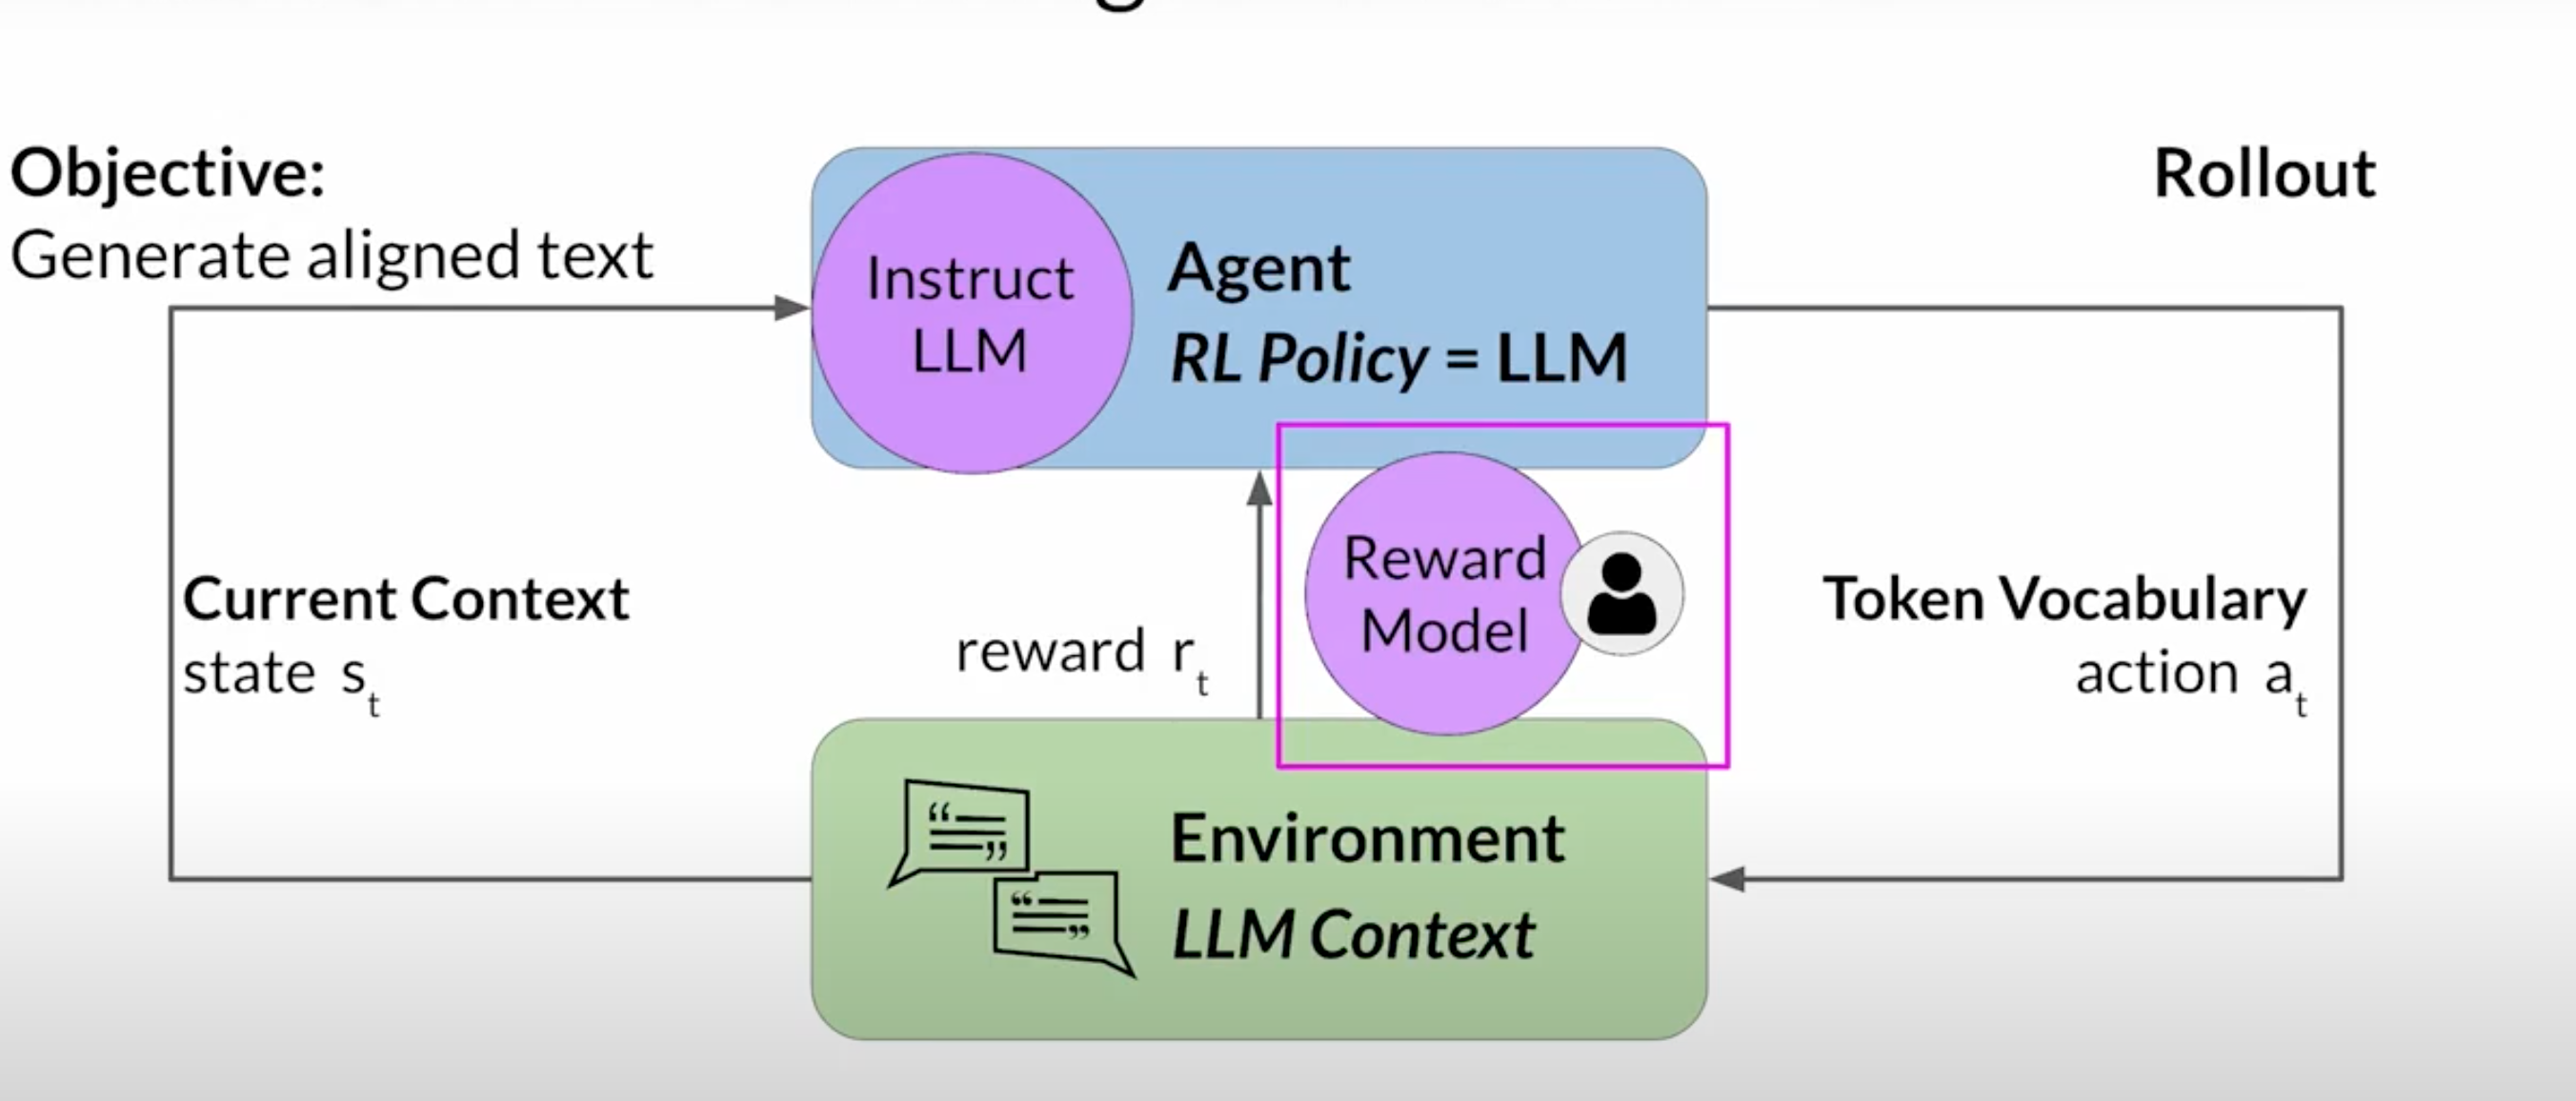 Objective:
Generate aligned text
Rollout
Instruct
LLM
Agent
RL Policy = LLM
Current Context
state s_t
reward r_t
Reward
Model
Token Vocabulary
action a_t
Environment
LLM Context